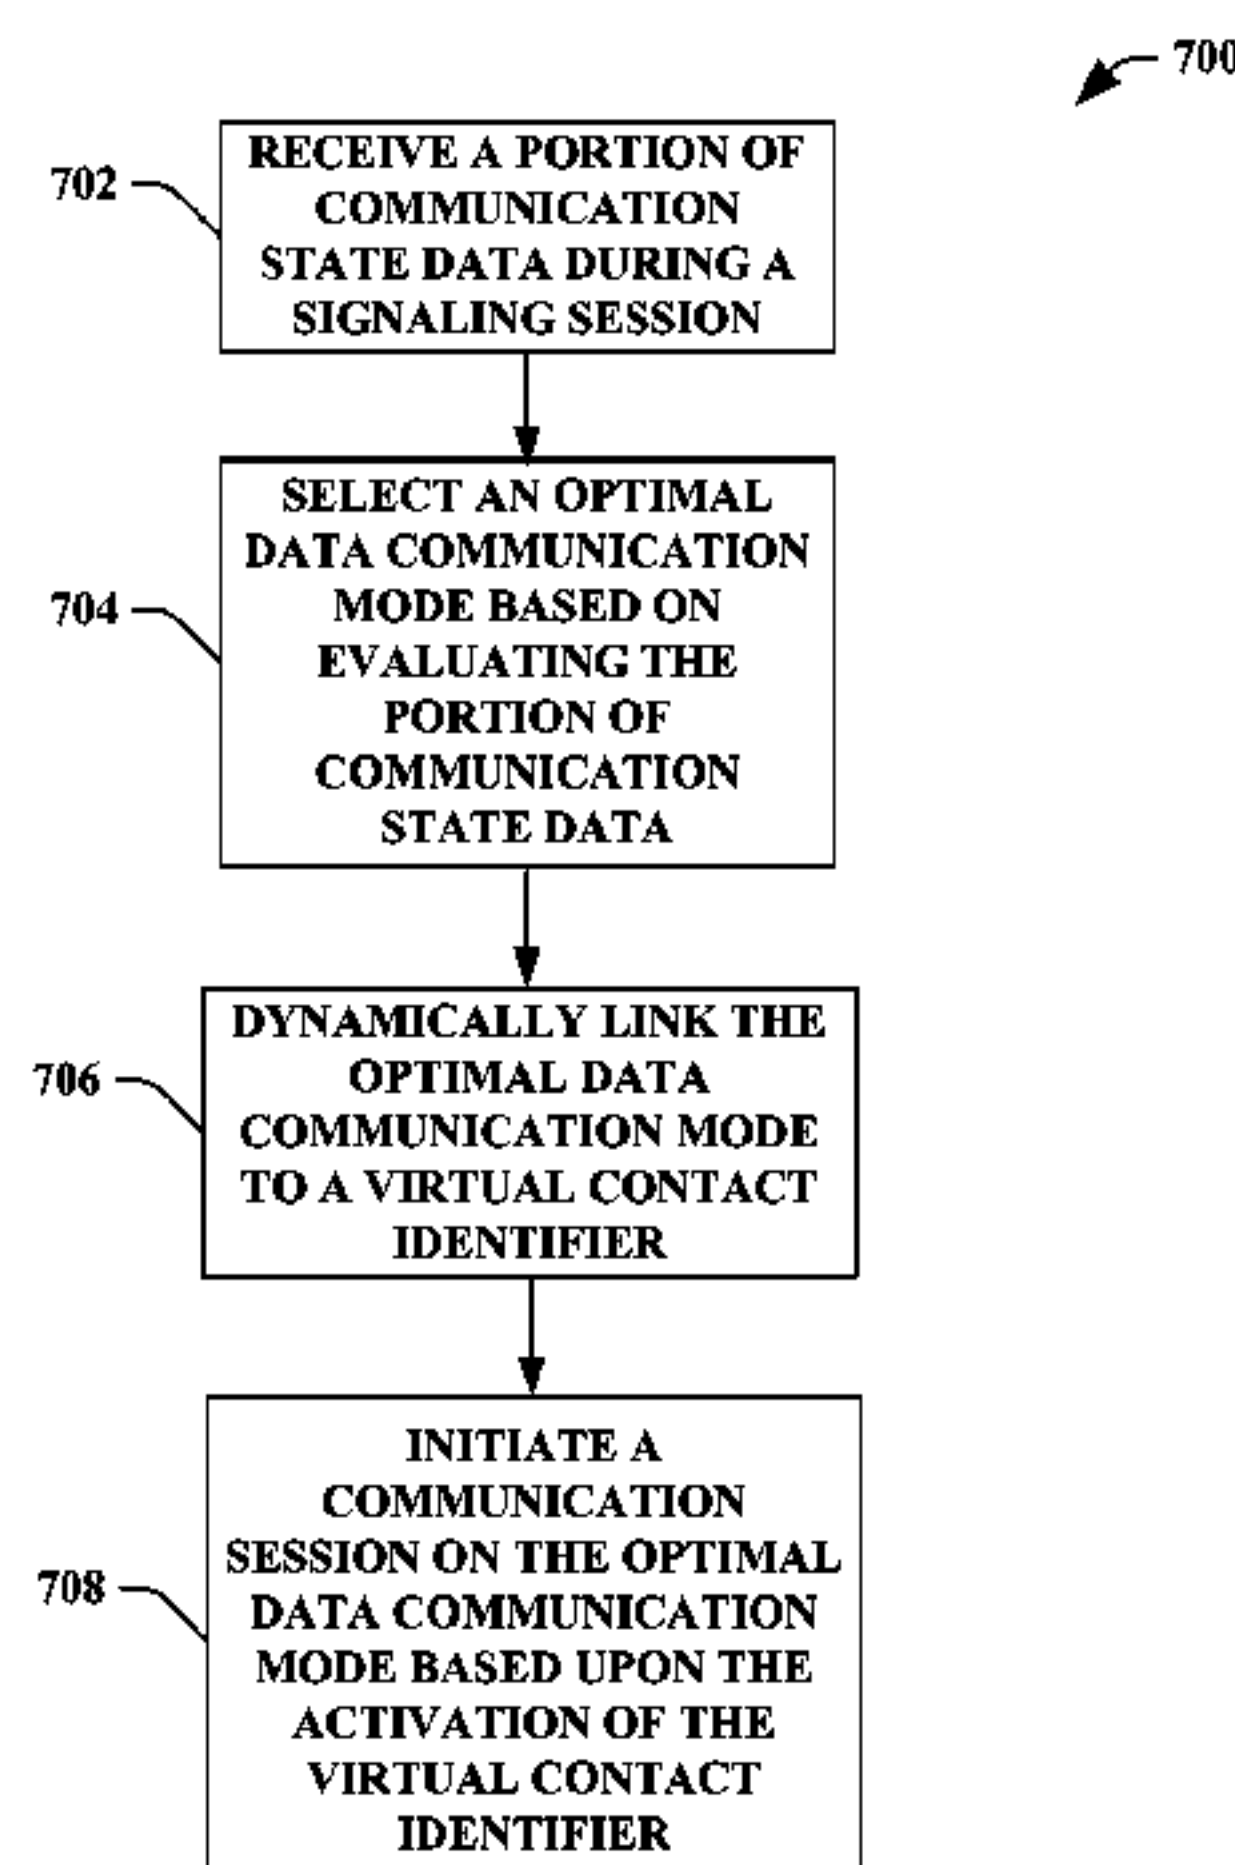 700
702
RECEIVE A PORTION OF
COMMUNICATION
STATE DATA DURING A
SIGNALING SESSION
704
SELECT AN OPTIMAL
DATA COMMUNICATION
MODE BASED ON
EVALUATING THE
PORTION OF
COMMUNICATION
STATE DATA
706
DYNAMICALLY LINK THE
OPTIMAL DATA
COMMUNICATION MODE
TO A VIRTUAL CONTACT
IDENTIFIER
708
INITIATE A
COMMUNICATION
SESSION ON THE OPTIMAL
DATA COMMUNICATION
MODE BASED UPON THE
ACTIVATION OF THE
VIRTUAL CONTACT
IDENTIFIER